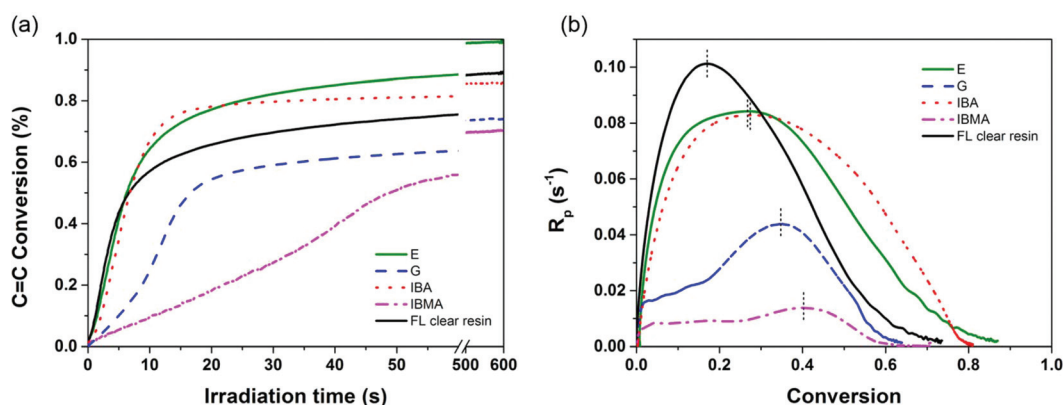 (a)
C=C Conversion (%)
1.0
0.8
0.6
0.4
0.2
0.0
E
G
IBA
IBMA
FL clear resin
0 10 20 30 40 50 500 600
Irradiation time (s)
(b)
Rp (s-1)
0.10
0.08
0.06
0.04
0.02
0.00
E
G
IBA
IBMA
FL clear resin
0.0 0.2 0.4 0.6 0.8 1.0
Conversion